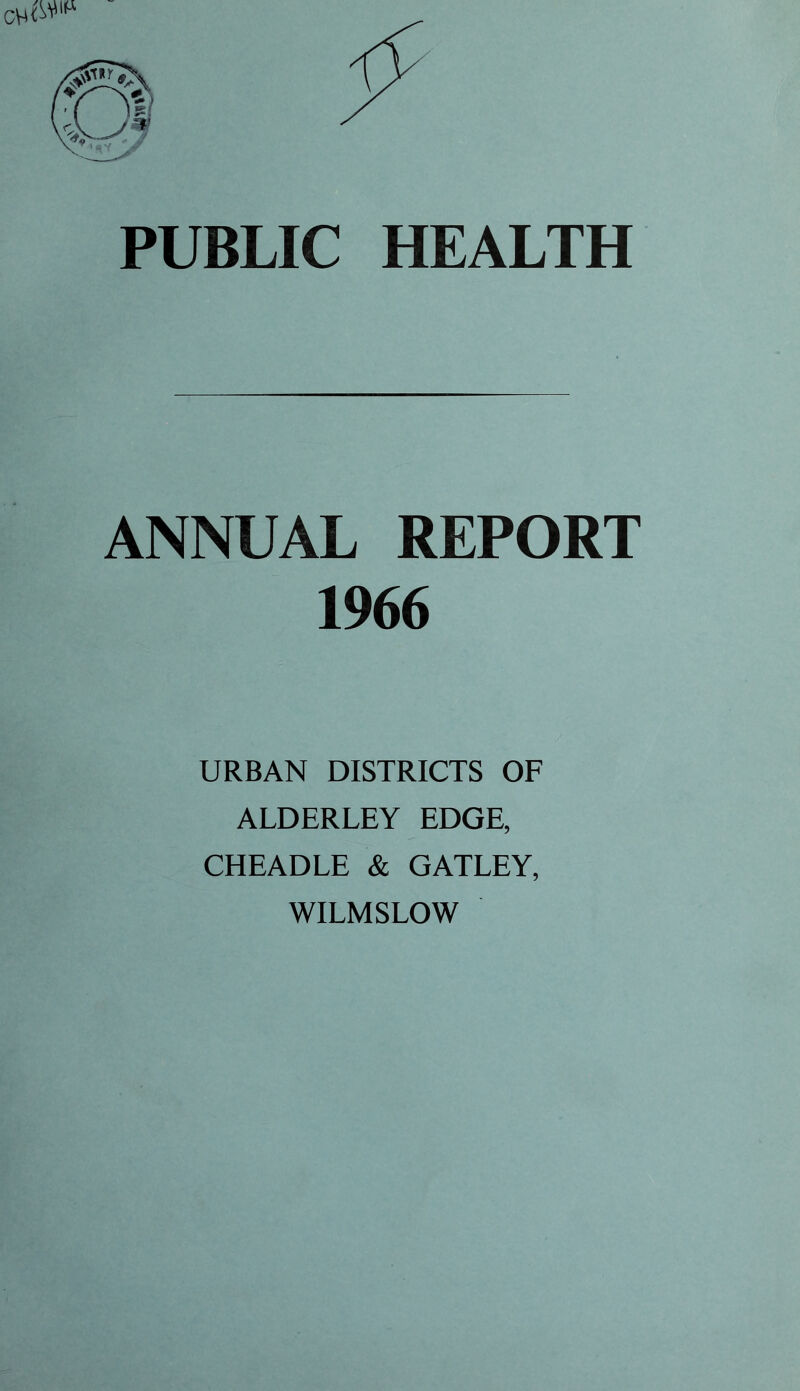 PUBLIC HEALTH
ANNUAL REPORT
1966
URBAN DISTRICTS OF
ALDERLEY EDGE,
CHEADLE & GATLEY,
WILMSLOW